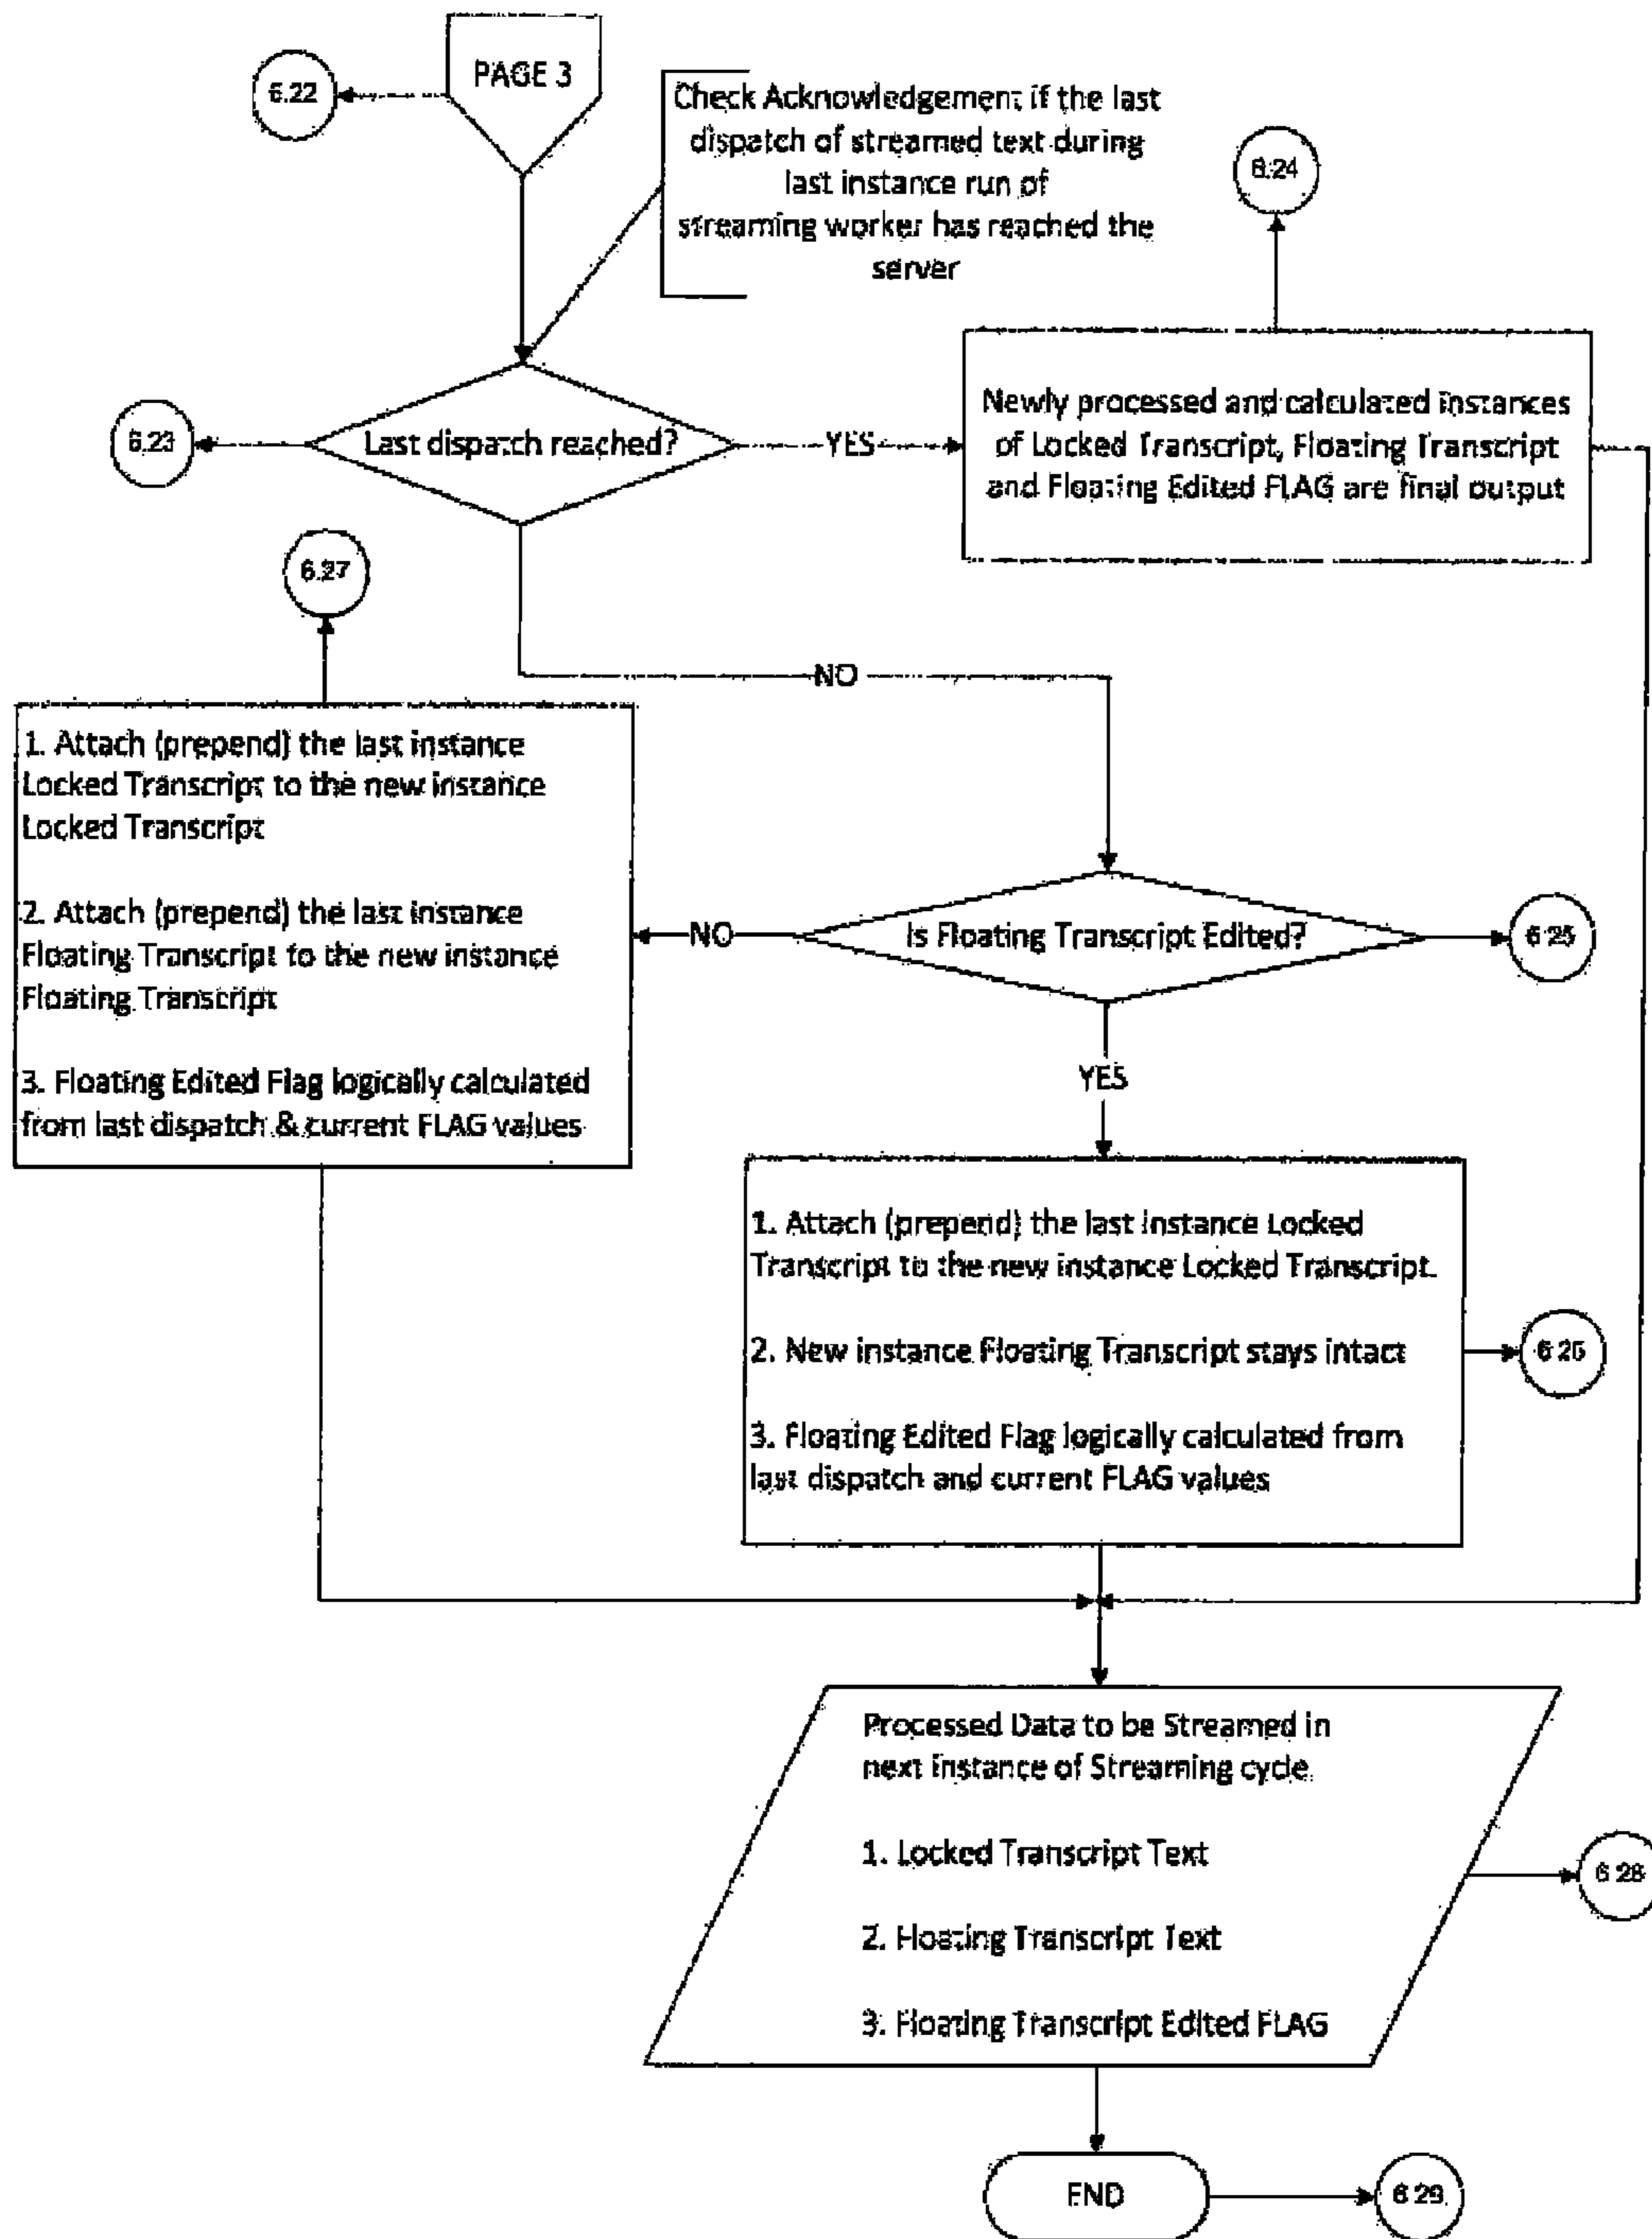 PAGE 3
6.22
Check Acknowledgement if the last
dispatch of streamed text during
last instance run of
streaming worker has reached the
server
6.24
Newly processed and calculated instances
of Locked Transcript, Floating Transcript
and Floating Edited FLAG are final output
6.23
Last dispatch reached?
YES
6.27
NO
1. Attach (prepend) the last instance
Locked Transcript to the new instance
Locked Transcript
2. Attach (prepend) the last instance
Floating Transcript to the new instance
Floating Transcript
3. Floating Edited Flag logically calculated
from last dispatch & current FLAG values
NO
Is Floating Transcript Edited?
6.25
YES
1. Attach (prepend) the last instance Locked
Transcript to the new instance Locked Transcript.
2. New instance Floating Transcript stays intact
3. Floating Edited Flag logically calculated from
last dispatch and current FLAG values
Processed Data to be Streamed in
next instance of Streaming cycle.
1. Locked Transcript Text
2. Floating Transcript Text
3. Floating Transcript Edited FLAG
6.28
END
6.29